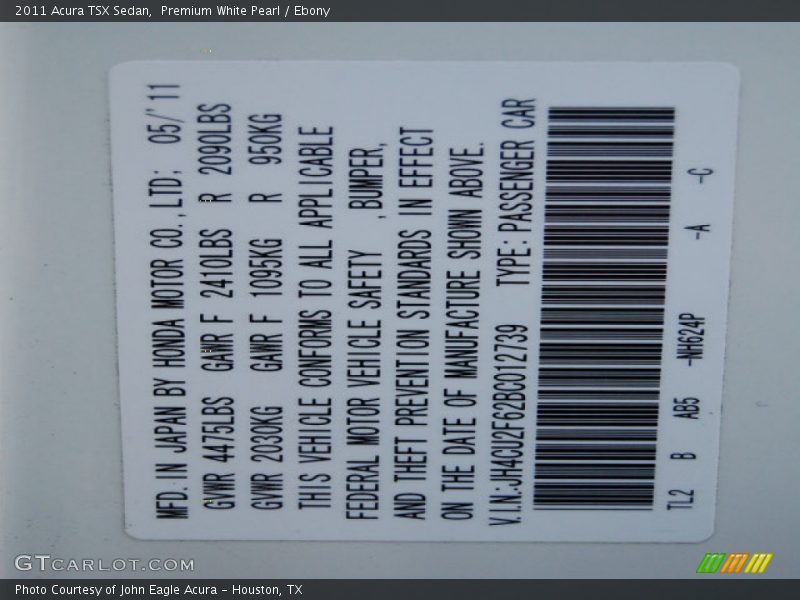 2011 Acura TSX Sedan,  Premium White Pearl / Ebony
MFD. IN JAPAN BY HONDA MOTOR CO., LTD; 05/' 11
GVWR 4475LBS GAWR F 2410LBS R 2090LBS
GVWR 2030KG GAWR F 1095KG R 950KG
THIS VEHICLE CONFORMS TO ALL APPLICABLE
FEDERAL MOTOR VEHICLE SAFETY ,BUMPER,
AND THEFT PREVENTION STANDARDS IN EFFECT
ON THE DATE OF MANUFACTURE SHOWN ABOVE.
V.I.N.:JH4CU2F62BC012739 TYPE:PASSENGER CAR
TL2 B AB5 -NH624P -A -C
GTCARLOT.COM
Photo Courtesy of John Eagle Acura - Houston, TX